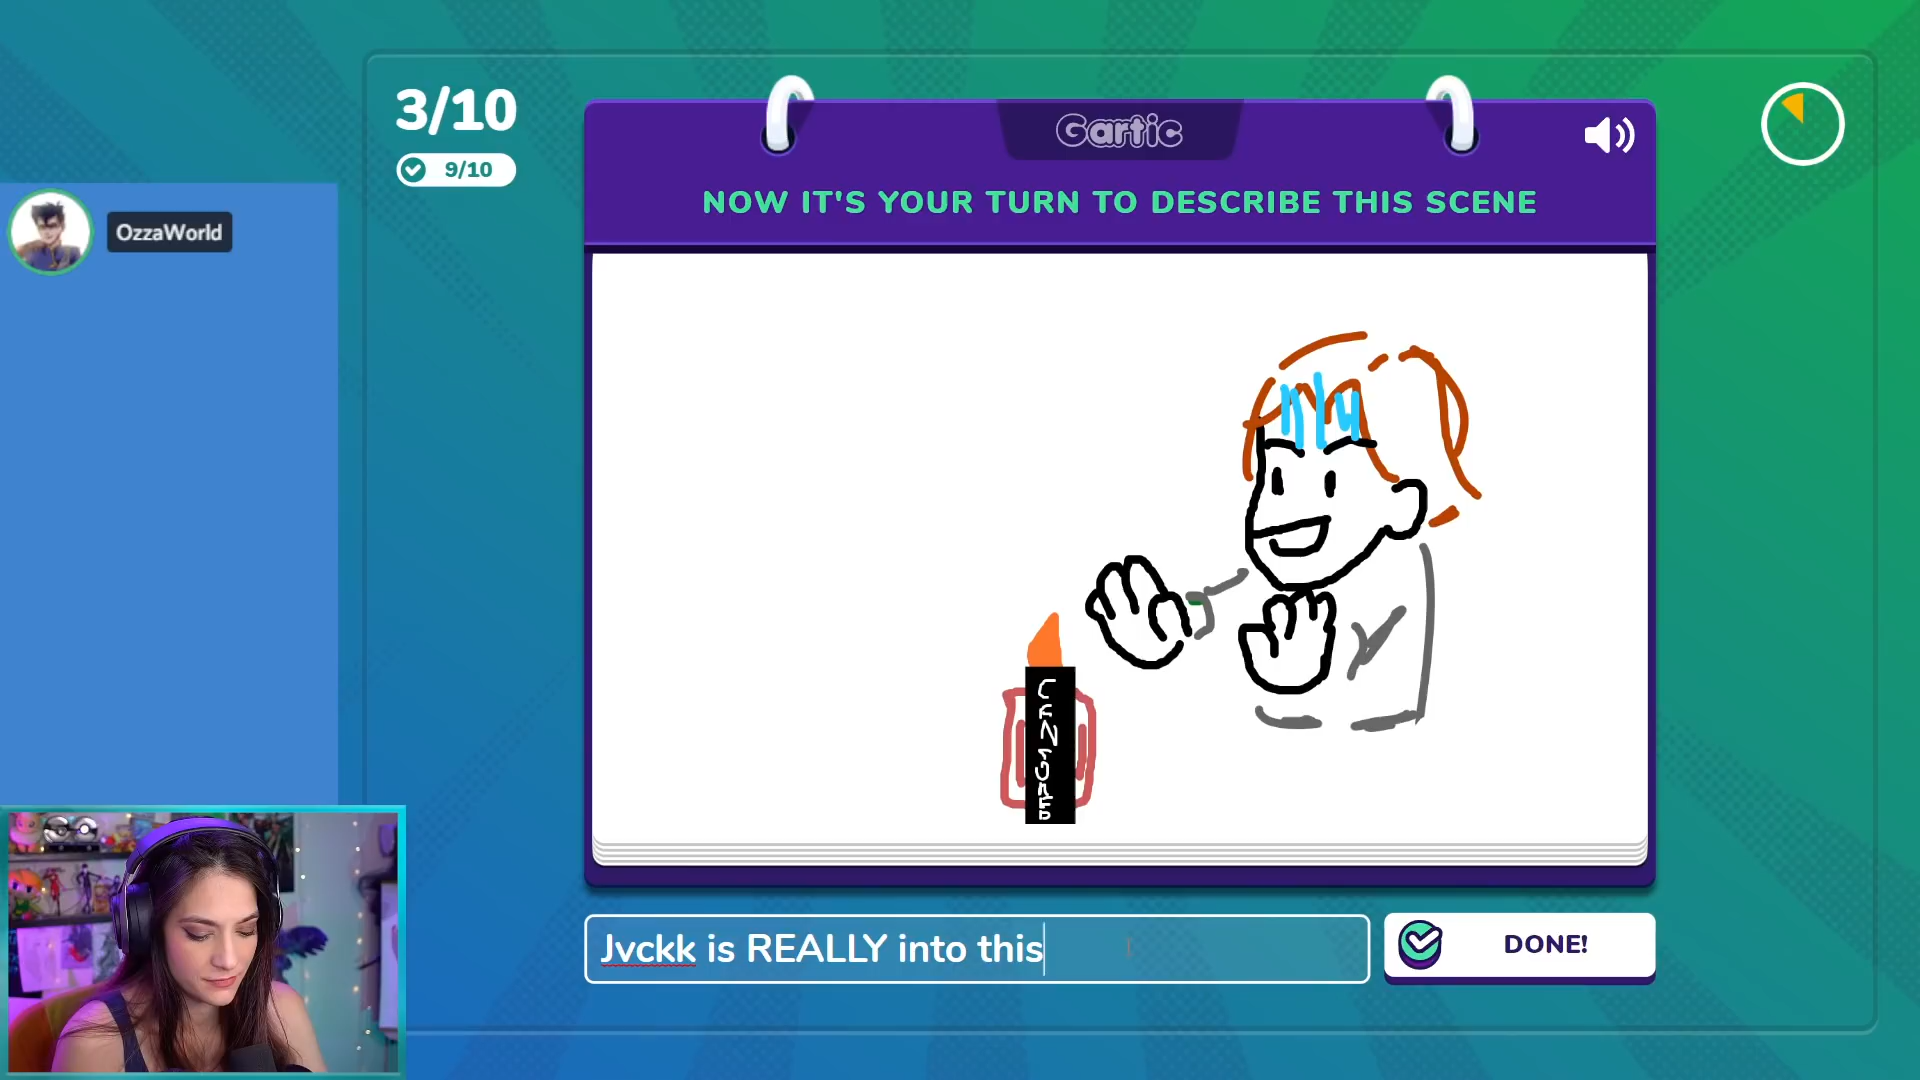 3/10
9/10
Gartic
NOW IT'S YOUR TURN TO DESCRIBE THIS SCENE
OzzaWorld
CENSORED
Jvckk is REALLY into this
DONE!